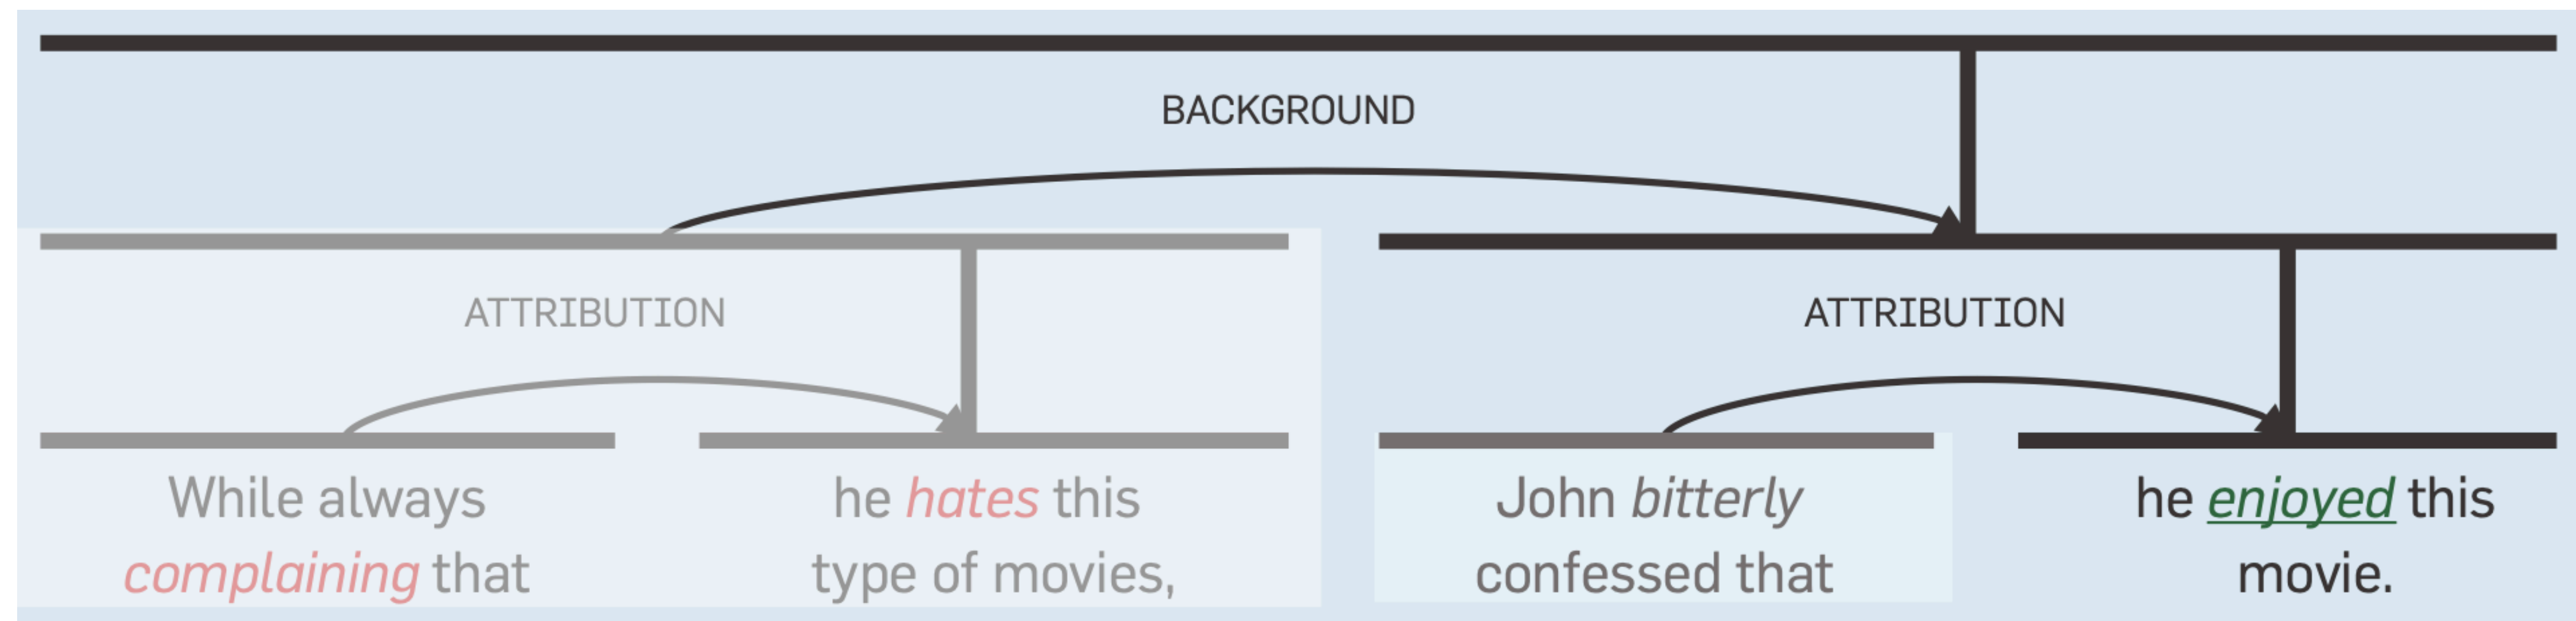 BACKGROUND
ATTRIBUTION
ATTRIBUTION
While always
complaining that
he hates this
type of movies,
John bitterly
confessed that
he enjoyed this
movie.